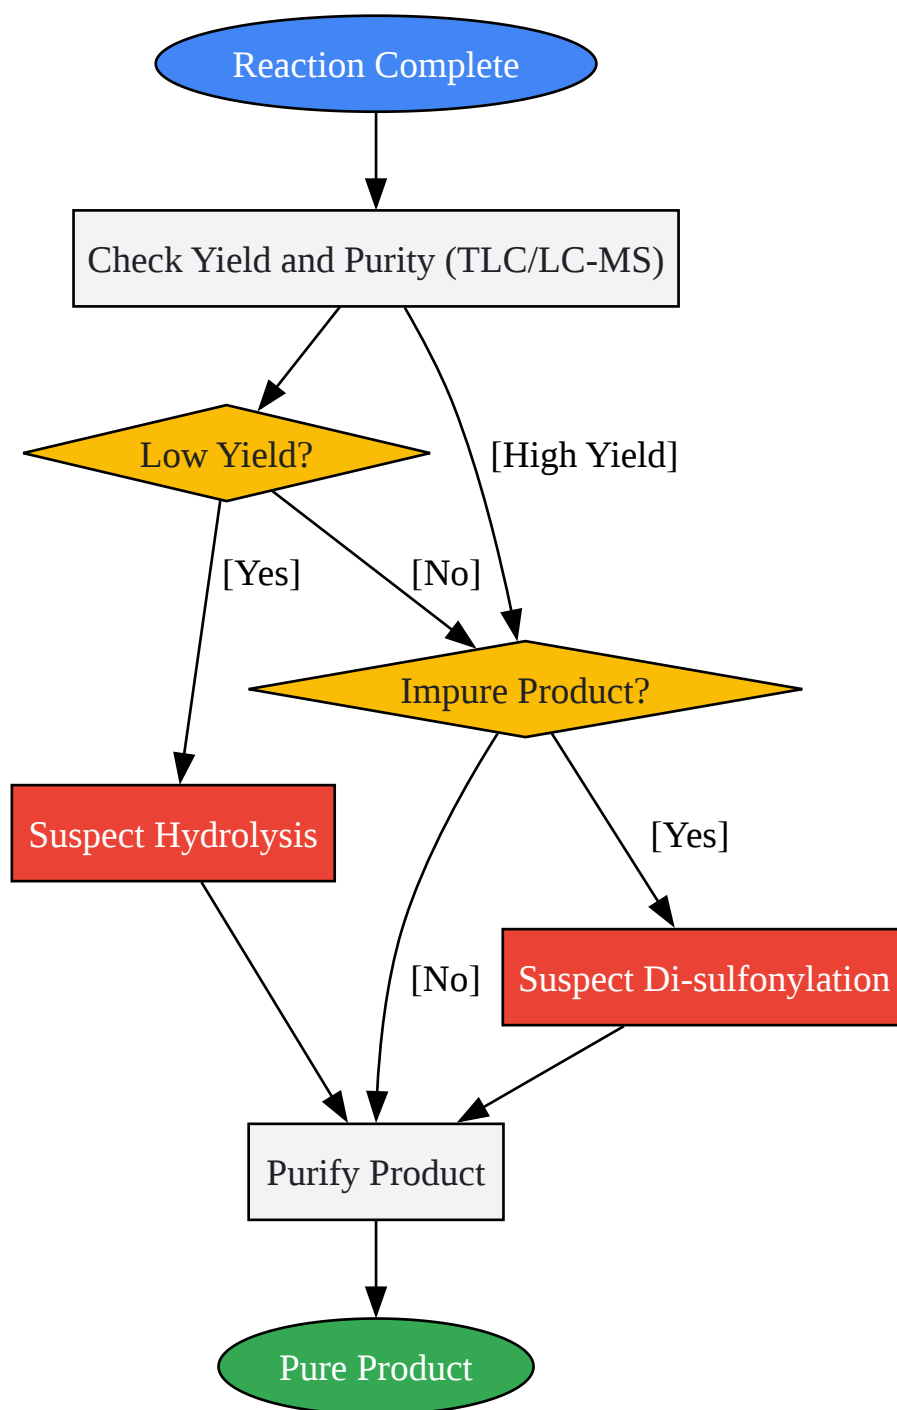 Reaction Complete
Check Yield and Purity (TLC/LC-MS)
Low Yield?
[High Yield]
[Yes]
[No]
Impure Product?
Suspect Hydrolysis
[Yes]
[No]
Suspect Di-sulfonylation
Purify Product
Pure Product